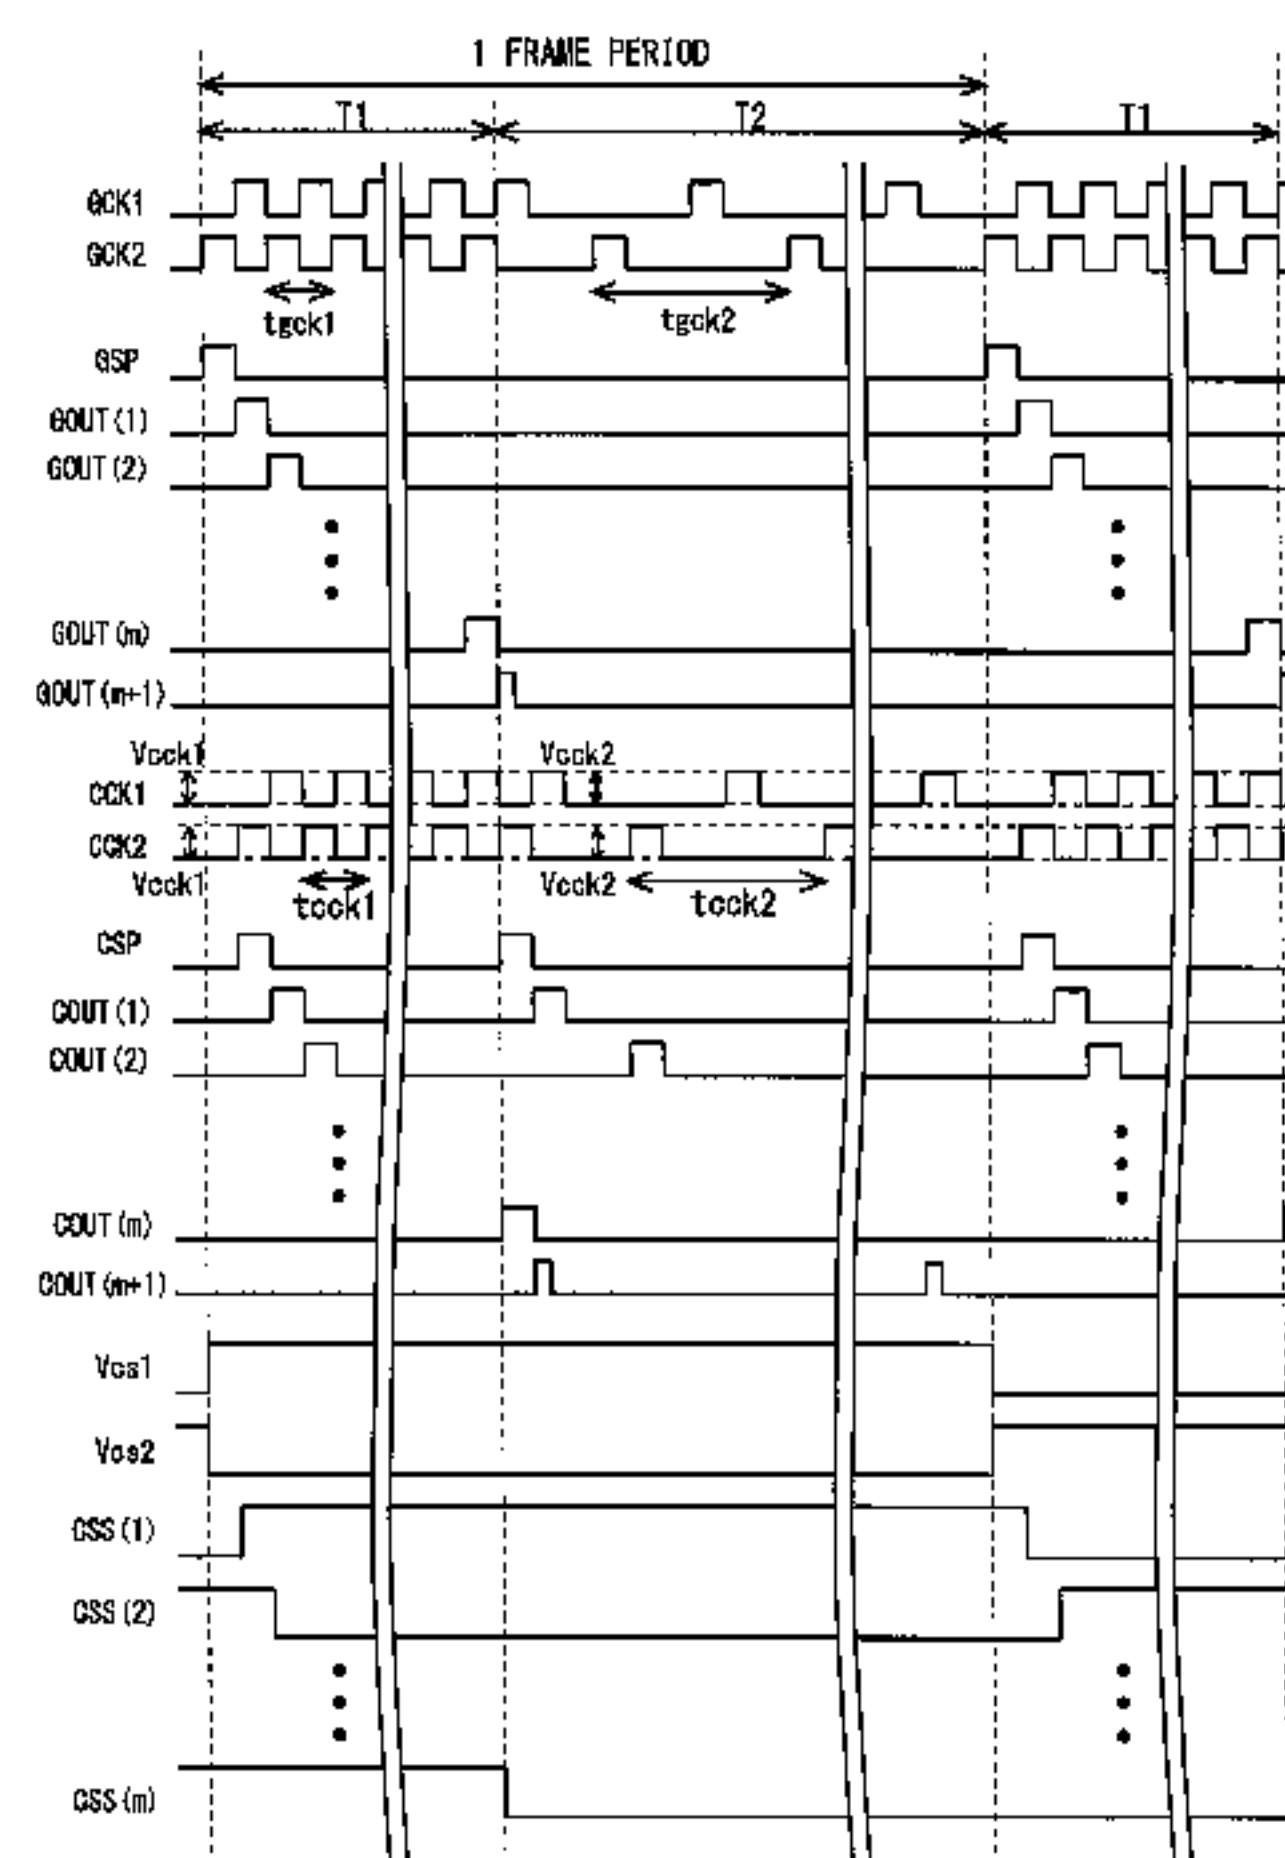 1 FRAME PERIOD
T1 T2 T1
GCK1
GCK2
tgck1 tgck2
GSP
GOUT(1)
GOUT(2)
GOUT(m)
GOUT(m+1)
Vcck1 Vcck2
CCK1
CCK2
Vcck1 Vcck2
tcck1 tcck2
CSP
COUT(1)
COUT(2)
COUT(m)
COUT(m+1)
Vcs1
Vcs2
CSS(1)
CSS(2)
CSS(m)